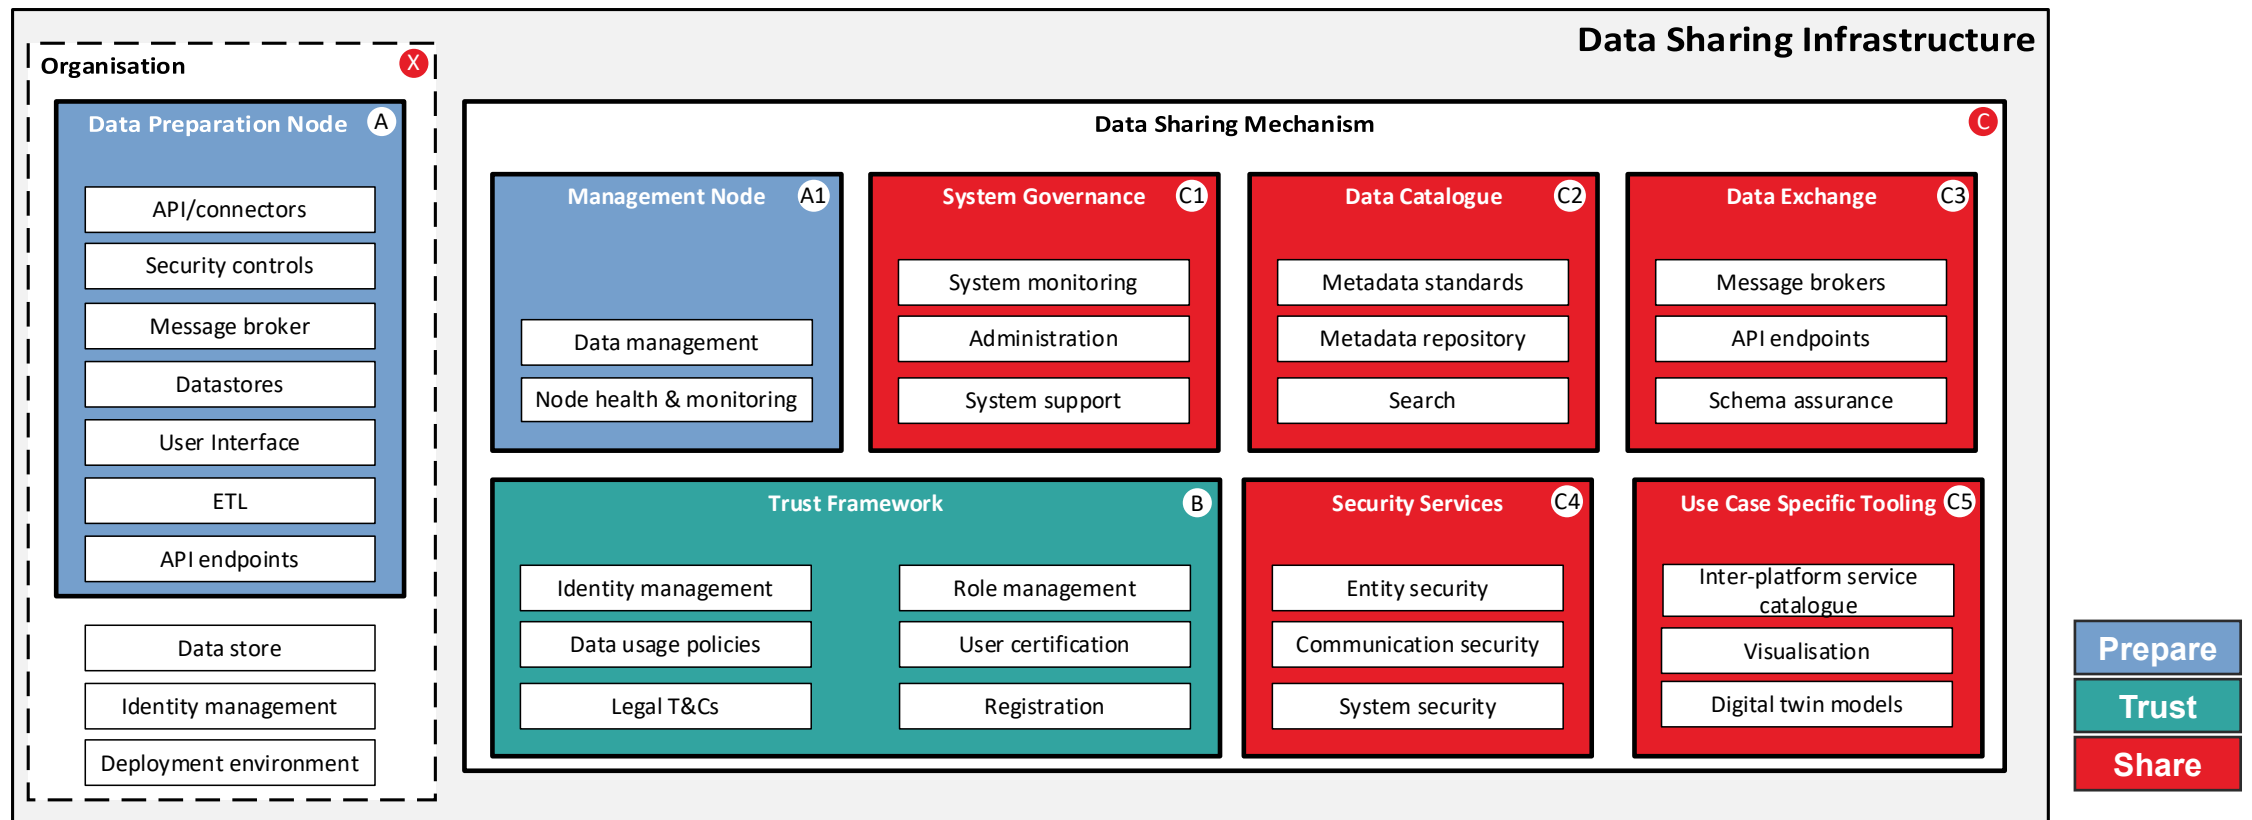 Data Sharing Infrastructure
Organisation
X
Data Preparation Node
A
API/connectors
Security controls
Message broker
Datastores
User Interface
ETL
API endpoints
Data store
Identity management
Deployment environment
Data Sharing Mechanism
C
Management Node
A1
Data management
Node health & monitoring
System Governance
C1
System monitoring
Administration
System support
Data Catalogue
C2
Metadata standards
Metadata repository
Search
Data Exchange
C3
Message brokers
API endpoints
Schema assurance
Trust Framework
B
Identity management
Role management
Data usage policies
User certification
Legal T&Cs
Registration
Security Services
C4
Entity security
Communication security
System security
Use Case Specific Tooling
C5
Inter-platform service
catalogue
Visualisation
Digital twin models
Prepare
Trust
Share